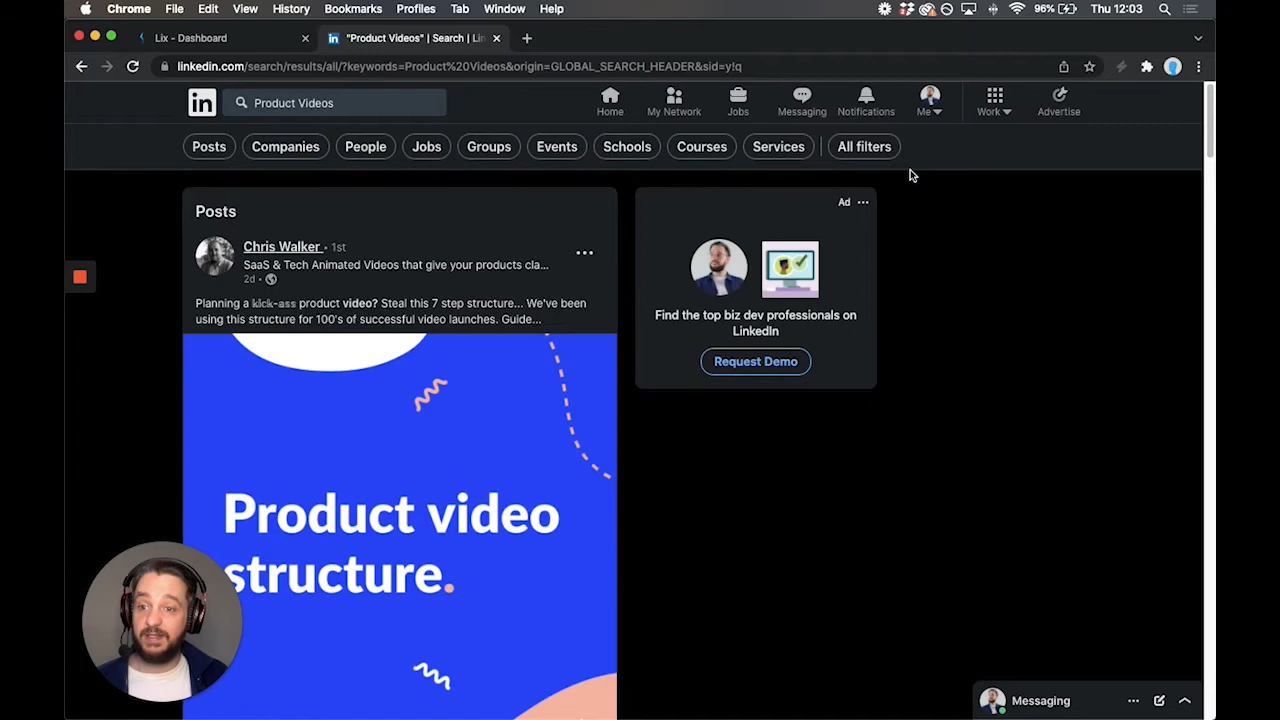 Chrome File Edit View History Bookmarks Profiles Tab Window Help 96% Thu 12:03
Lix - Dashboard
"Product Videos" | Search | Lin
linkedin.com/search/results/all/?keywords=Product%20Videos&origin=GLOBAL_SEARCH_HEADER&sid=y!q
in
Product Videos
Home My Network Jobs Messaging Notifications Me Work Advertise
Posts Companies People Jobs Groups Events Schools Courses Services All filters
Posts
Chris Walker • 1st
SaaS & Tech Animated Videos that give your products cla...
2d •
Planning a kick-ass product video? Steal this 7 step structure... We've been
using this structure for 100's of successful video launches. Guide...
Product video
structure.
Ad
Find the top biz dev professionals on
LinkedIn
Request Demo
Messaging